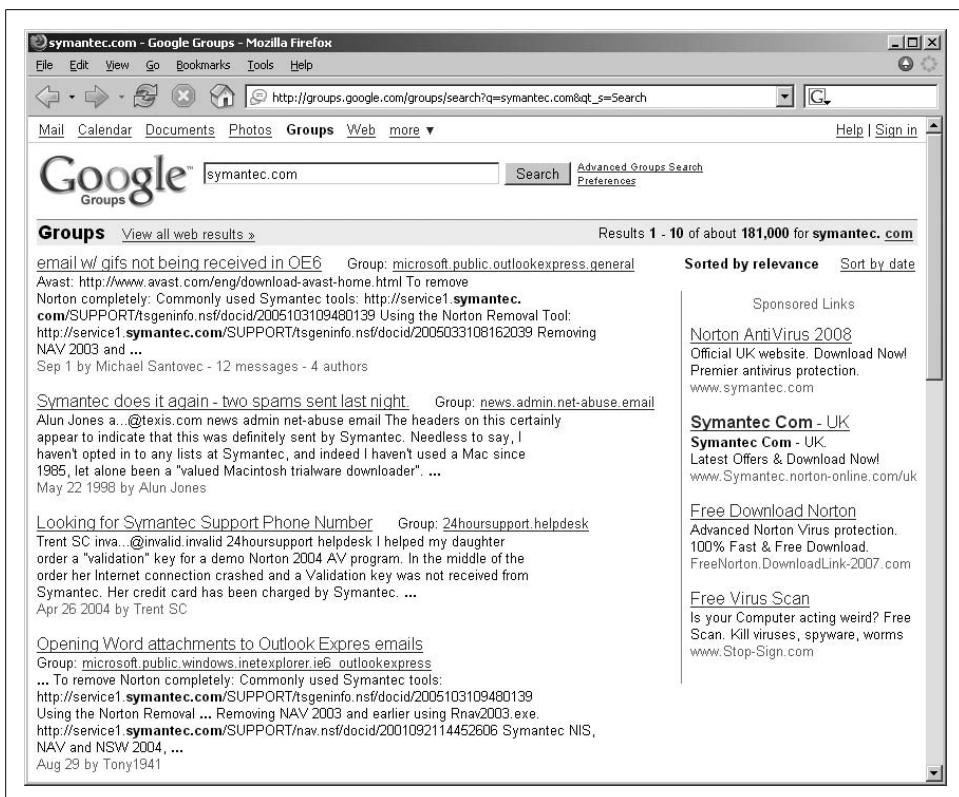 symantec.com - Google Groups - Mozilla Firefox
File Edit View Go Bookmarks Tools Help
http://groups.google.com/groups/search?q=symantec.com&qt_s=Search
G
Mail Calendar Documents Photos Groups Web more ▼ Help | Sign in
Google™ Groups
symantec.com Search Advanced Groups Search
Preferences
Groups View all web results » Results 1 - 10 of about 181,000 for symantec. com
email w/ gifs not being received in OE6 Group: microsoft.public.outlookexpress.general
Avast: http://www.avast.com/eng/download-avast-home.html To remove
Norton completely: Commonly used Symantec tools: http://service1.symantec.
com/SUPPORT/tsgeninfo.nsf/docid/2005103109480139 Using the Norton Removal Tool:
http://service1.symantec.com/SUPPORT/tsgeninfo.nsf/docid/2005033108162039 Removing
NAV 2003 and ...
Sep 1 by Michael Santovec - 12 messages - 4 authors
Symantec does it again - two spams sent last night. Group: news.admin.net-abuse.email
Alun Jones a...@texis.com news admin net-abuse email The headers on this certainly
appear to indicate that this was definitely sent by Symantec. Needless to say, I
haven't opted in to any lists at Symantec, and indeed I haven't used a Mac since
1985, let alone been a "valued Macintosh trialware downloader". ...
May 22 1998 by Alun Jones
Looking for Symantec Support Phone Number Group: 24hoursupport.helpdesk
Trent SC inva...@invalid.invalid 24hoursupport helpdesk I helped my daughter
order a "validation" key for a demo Norton 2004 AV program. In the middle of the
order her Internet connection crashed and a Validation key was not received from
Symantec. Her credit card has been charged by Symantec. ...
Apr 26 2004 by Trent SC
Opening Word attachments to Outlook Expres emails
Group: microsoft.public.windows.inetexplorer.ie6_outlookexpress
... To remove Norton completely: Commonly used Symantec tools:
http://service1.symantec.com/SUPPORT/tsgeninfo.nsf/docid/2005103109480139
Using the Norton Removal ... Removing NAV 2003 and earlier using Rnav2003.exe.
http://service1.symantec.com/SUPPORT/nav.nsf/docid/2001092114452606 Symantec NIS,
NAV and NSW 2004, ...
Aug 29 by Tony1941
Sorted by relevance Sort by date
Sponsored Links
Norton AntiVirus 2008
Official UK website. Download Now!
Premier antivirus protection.
www.symantec.com
Symantec Com - UK
Symantec Com - UK.
Latest Offers & Download Now!
www.Symantec.norton-online.com/uk
Free Download Norton
Advanced Norton Virus protection.
100% Fast & Free Download.
FreeNorton.DownloadLink-2007.com
Free Virus Scan
Is your Computer acting weird? Free
Scan. Kill viruses, spyware, worms
www.Stop-Sign.com